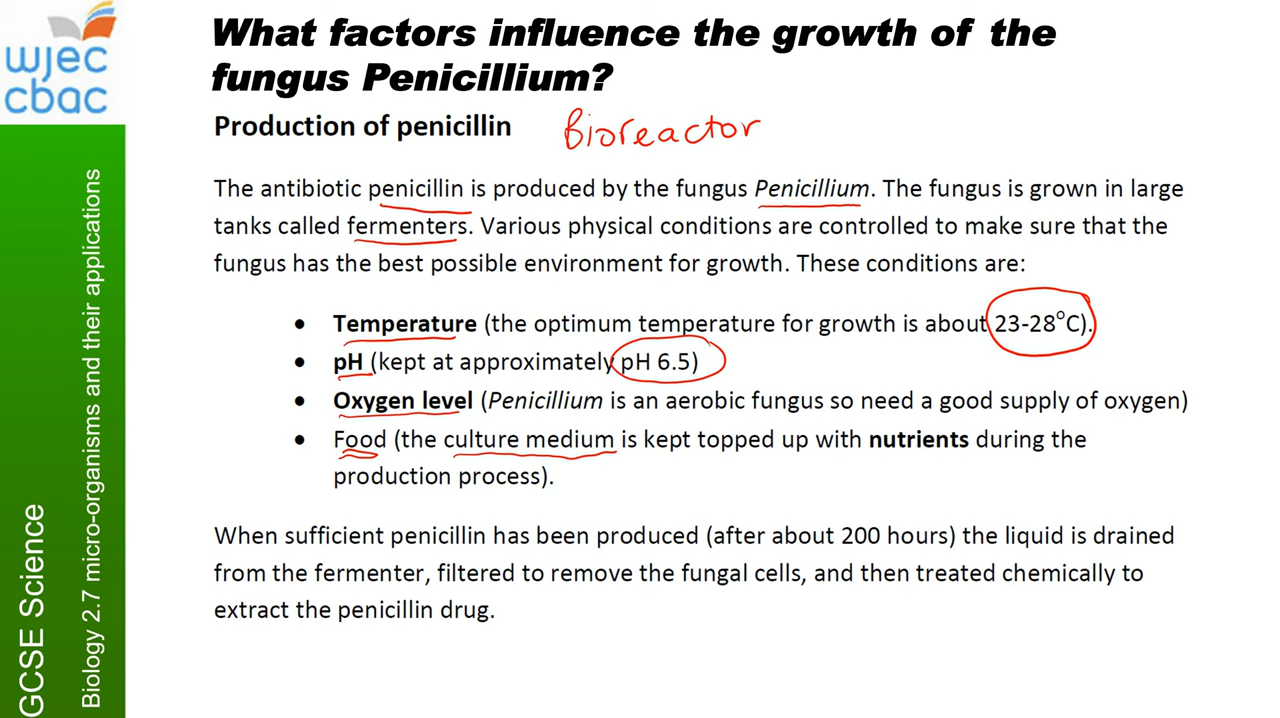 wjec
cbac
GCSE Science
Biology 2.7 micro-organisms and their applications
What factors influence the growth of the
fungus Penicillium?
Production of penicillin Bioreactor
The antibiotic penicillin is produced by the fungus Penicillium. The fungus is grown in large
tanks called fermenters. Various physical conditions are controlled to make sure that the
fungus has the best possible environment for growth. These conditions are:
• Temperature (the optimum temperature for growth is about 23-28°C).
• pH (kept at approximately pH 6.5)
• Oxygen level (Penicillium is an aerobic fungus so need a good supply of oxygen)
• Food (the culture medium is kept topped up with nutrients during the
production process).
When sufficient penicillin has been produced (after about 200 hours) the liquid is drained
from the fermenter, filtered to remove the fungal cells, and then treated chemically to
extract the penicillin drug.